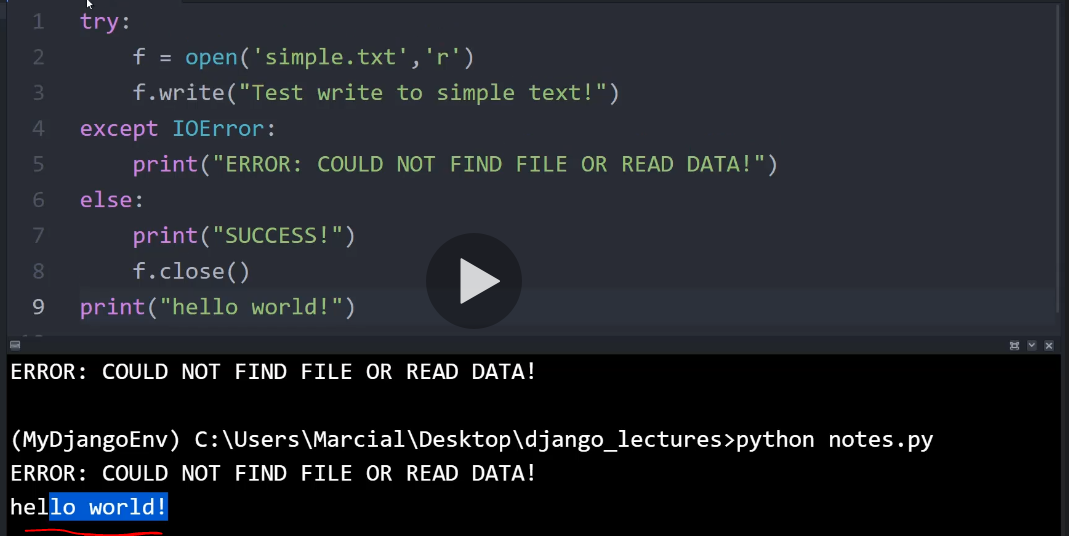 1 try:
2     f = open('simple.txt','r')
3     f.write("Test write to simple text!")
4 except IOError:
5     print("ERROR: COULD NOT FIND FILE OR READ DATA!")
6 else:
7     print("SUCCESS!")
8     f.close()
9 print("hello world!")
ERROR: COULD NOT FIND FILE OR READ DATA!
(MyDjangoEnv) C:\Users\Marcial\Desktop\django_lectures>python notes.py
ERROR: COULD NOT FIND FILE OR READ DATA!
hello world!